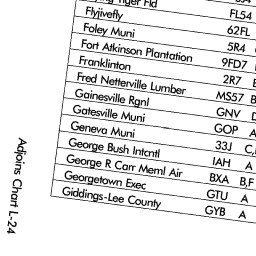 Tiger Fld
Flyjivefly FL54
Foley Muni 62FL
Fort Atkinson Plantation 5R4
Franklinton 9FD7
Fred Netterville Lumber 2R7
Gainesville Rgnl MS57
Gatesville Muni GNV
Geneva Muni GOP A
George Bush Intcntl 33J C,
George R Carr Meml Air IAH A
Georgetown Exec BXA B,F
Giddings-Lee County GTU A
GYB A
Adjoins Chart L-24